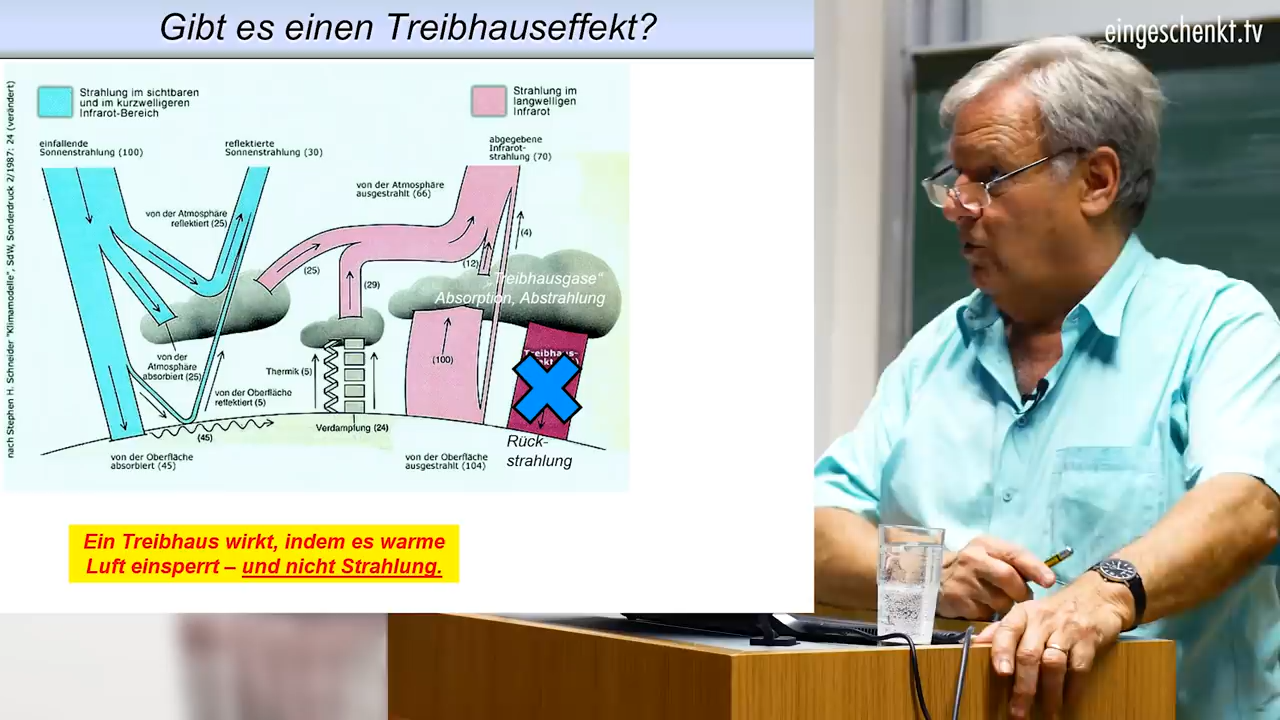 Gibt es einen Treibhauseffekt?
eingeschenkt.tv
nach Stephen H. Schneider "Klimamodelle", SdW, Sonderdruck 2/1987: 24 (verändert)
Strahlung im sichtbaren
und im kürzwelligeren
Infrarot-Bereich
Strahlung im
langwelligen
Infrarot
einfallende
Sonnenstrahlung (100)
reflektierte
Sonnenstrahlung (30)
abgegebene
Infrarot-
strahlung (70)
von der Atmosphäre
ausgestrahlt (66)
von der Atmosphäre
reflektiert (25)
(4)
(25)
(12)
(29)
„Treibhausgase“
Absorption, Abstrahlung
von der
Atmosphäre
absorbiert (25)
Thermik (5)
(100)
Treibhaus-
von der Oberfläche
reflektiert (5)
(45)
Verdampfung (24)
von der Oberfläche
absorbiert (45)
von der Oberfläche
ausgestrahlt (104)
Rück-
strahlung
Ein Treibhaus wirkt, indem es warme
Luft einsperrt – und nicht Strahlung.